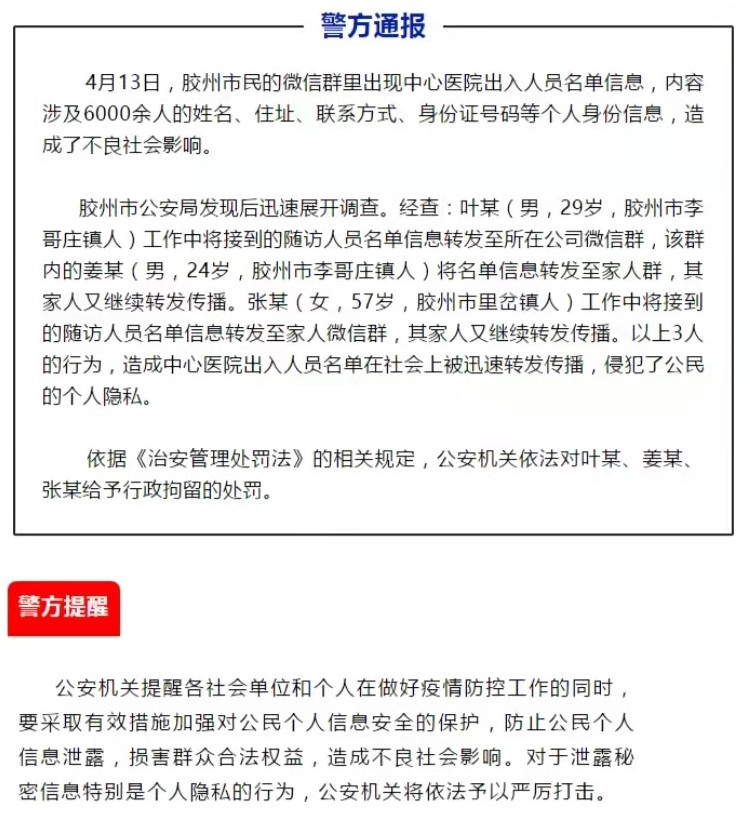 警方通报
4月13日，胶州市民的微信群里出现中心医院出入人员名单信息，内容
涉及6000余人的姓名、住址、联系方式、身份证号码等个人身份信息，造
成了不良社会影响。
胶州市公安局发现后迅速展开调查。经查：叶某（男，29岁，胶州市李
哥庄镇人）工作中将接到的随访人员名单信息转发至所在公司微信群，该群
内的姜某（男，24岁，胶州市李哥庄镇人）将名单信息转发至家人群，其
家人又继续转发传播。张某（女，57岁，胶州市里岔镇人）工作中将接到
的随访人员名单信息转发至家人微信群，其家人又继续转发传播。以上3人
的行为，造成中心医院出入人员名单在社会上被迅速转发传播，侵犯了公民
的个人隐私。
依据《治安管理处罚法》的相关规定，公安机关依法对叶某、姜某、
张某给予行政拘留的处罚。
警方提醒
公安机关提醒各社会单位和个人在做好疫情防控工作的同时，
要采取有效措施加强对公民个人信息安全的保护，防止公民个人
信息泄露，损害群众合法权益，造成不良社会影响。对于泄露秘
密信息特别是个人隐私的行为，公安机关将依法予以严厉打击。